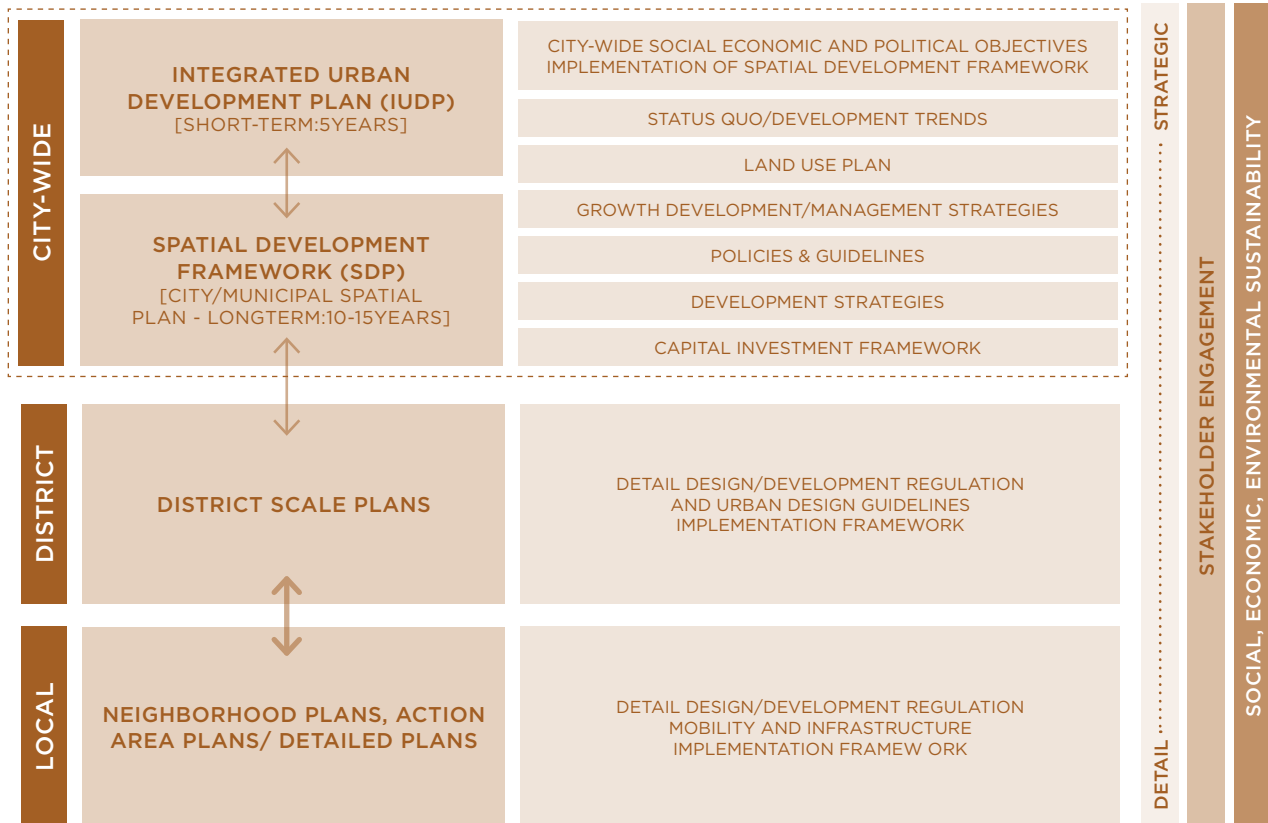 CITY-WIDE
INTEGRATED URBAN
DEVELOPMENT PLAN (IUDP)
[SHORT-TERM:5YEARS]
SPATIAL DEVELOPMENT
FRAMEWORK (SDP)
[CITY/MUNICIPAL SPATIAL
PLAN - LONGTERM:10-15YEARS]
CITY-WIDE SOCIAL ECONOMIC AND POLITICAL OBJECTIVES
IMPLEMENTATION OF SPATIAL DEVELOPMENT FRAMEWORK
STATUS QUO/DEVELOPMENT TRENDS
LAND USE PLAN
GROWTH DEVELOPMENT/MANAGEMENT STRATEGIES
POLICIES & GUIDELINES
DEVELOPMENT STRATEGIES
CAPITAL INVESTMENT FRAMEWORK
DISTRICT
DISTRICT SCALE PLANS
DETAIL DESIGN/DEVELOPMENT REGULATION
AND URBAN DESIGN GUIDELINES
IMPLEMENTATION FRAMEWORK
LOCAL
NEIGHBORHOOD PLANS, ACTION
AREA PLANS/ DETAILED PLANS
DETAIL DESIGN/DEVELOPMENT REGULATION
MOBILITY AND INFRASTRUCTURE
IMPLEMENTATION FRAMEW ORK
DETAIL STRATEGIC
STAKEHOLDER ENGAGEMENT
SOCIAL, ECONOMIC, ENVIRONMENTAL SUSTAINABILITY